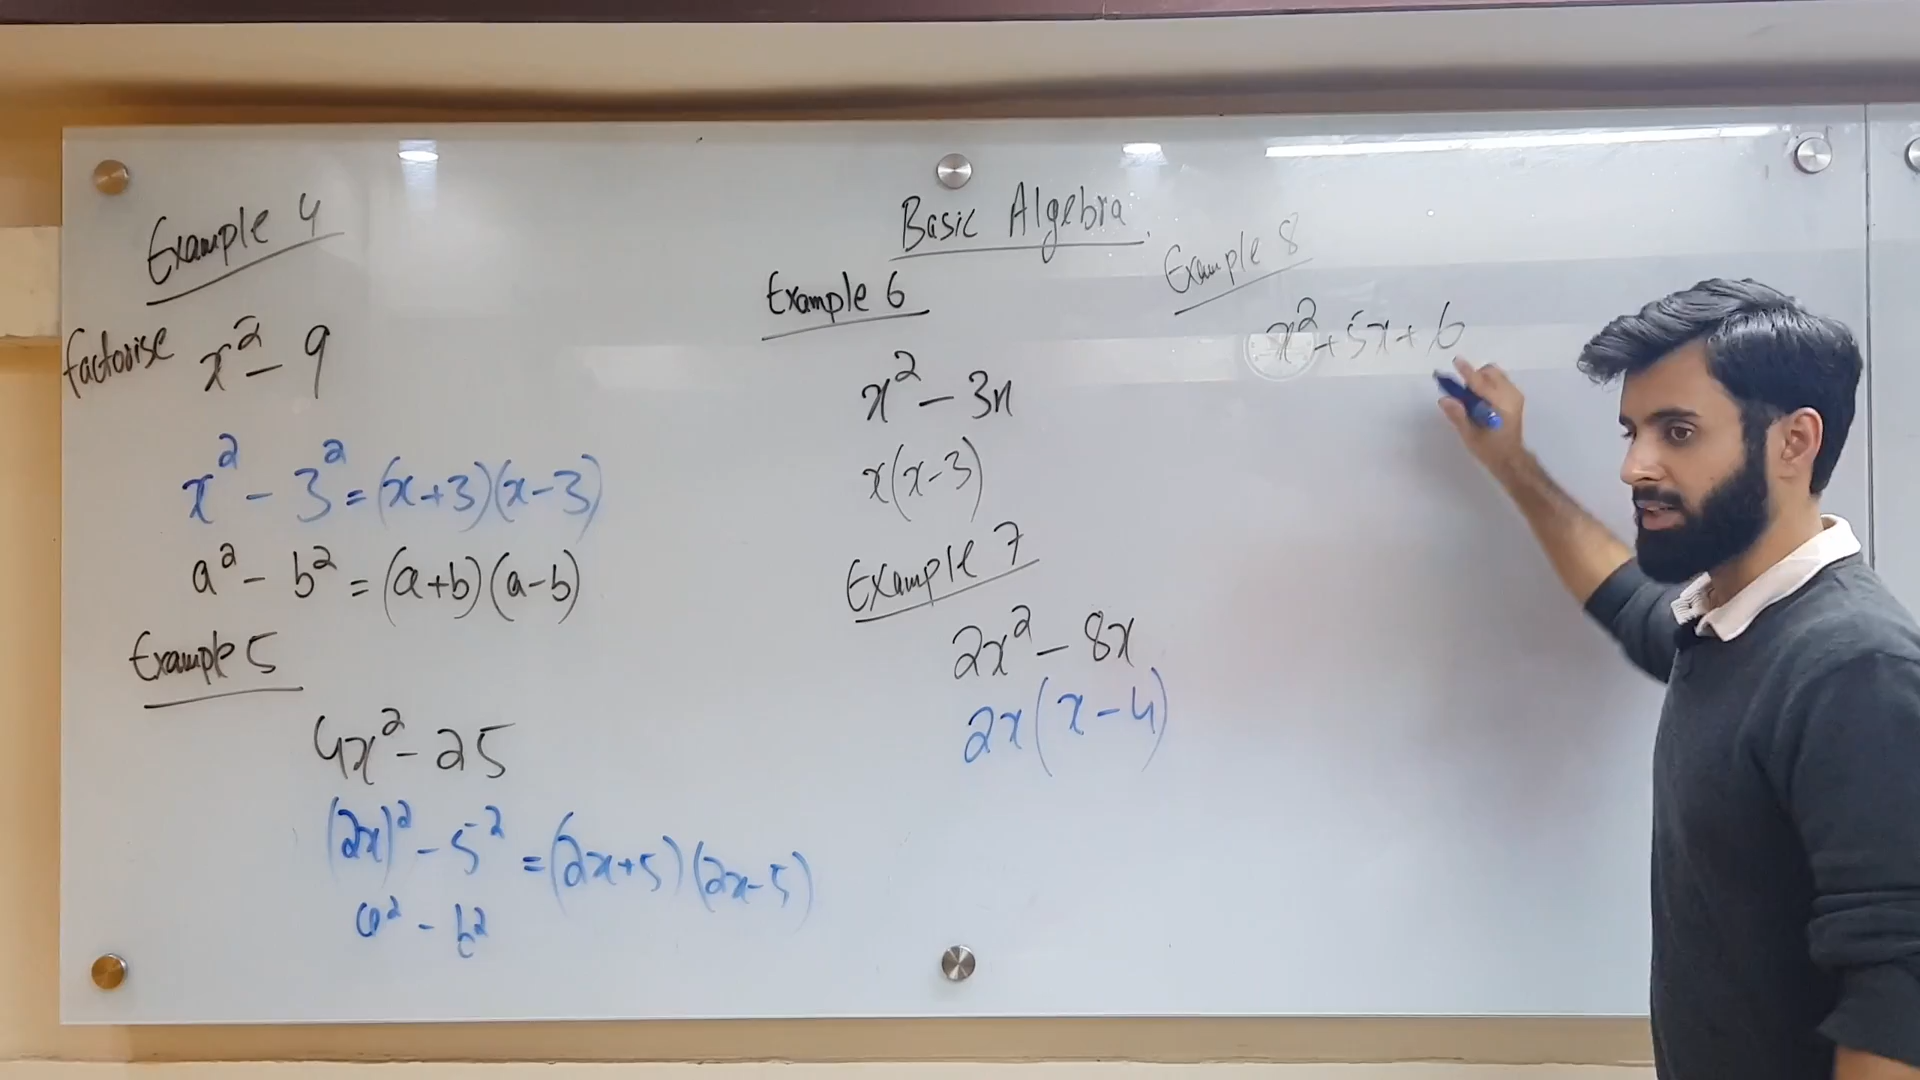 Basic Algebra
Example 4
factorise x² - 9
x² - 3² = (x+3)(x-3)
a² - b² = (a+b)(a-b)
Example 5
4x² - 25
(2x)² - 5² = (2x+5)(2x-5)
a² - b²
Example 6
x² - 3x
x(x-3)
Example 7
2x² - 8x
2x(x-4)
Example 8
x² + 5x + 6